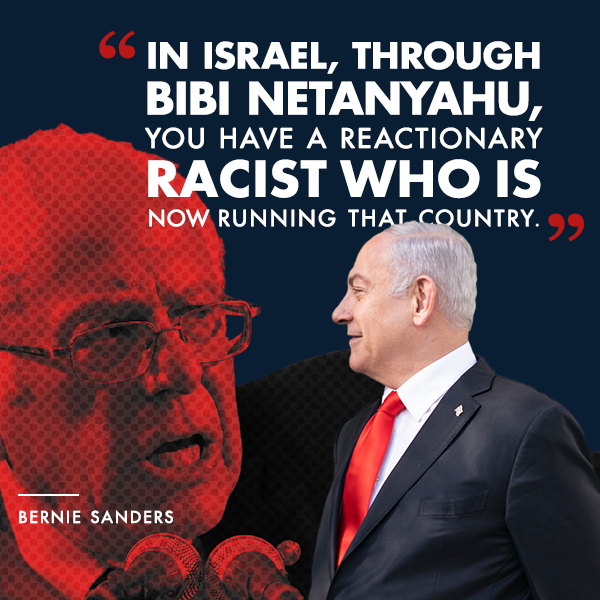 “ IN ISRAEL, THROUGH
BIBI NETANYAHU,
YOU HAVE A REACTIONARY
RACIST WHO IS
NOW RUNNING THAT COUNTRY. ”
BERNIE SANDERS